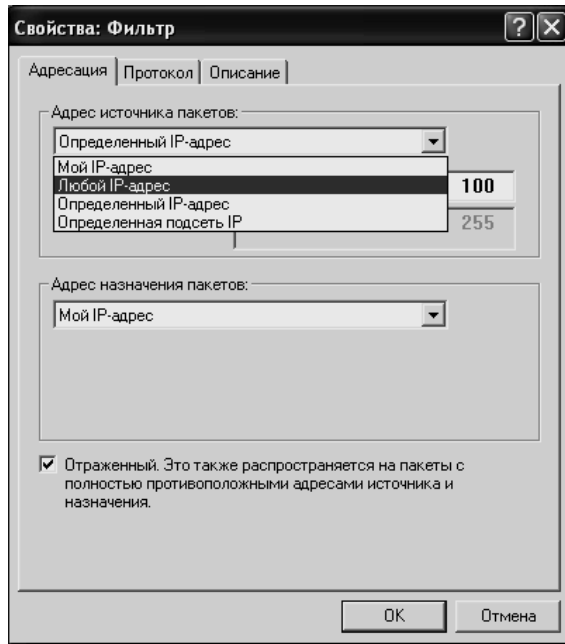 Свойства: Фильтр
Адресация Протокол Описание
Адрес источника пакетов:
Определенный IP-адрес
Мой IP-адрес
Любой IP-адрес
100
Определенный IP-адрес
Определенная подсеть IP
255
Адрес назначения пакетов:
Мой IP-адрес
Отраженный. Это также распространяется на пакеты с
полностью противоположными адресами источника и
назначения.
OK Отмена